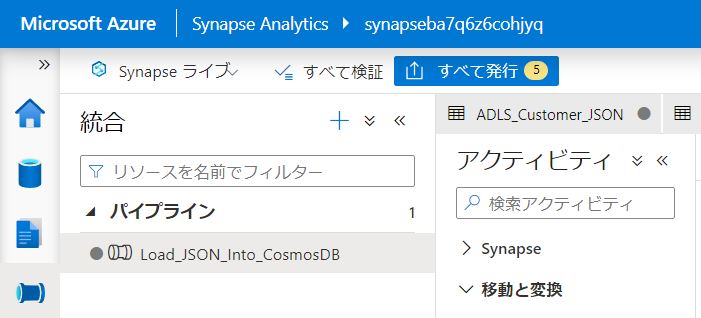 Microsoft Azure Synapse Analytics synapseba7q6z6cohjyq
Synapse ライブ すべて検証 すべて発行 5
統合
リソースを名前でフィルター
パイプライン 1
Load_JSON_Into_CosmosDB
ADLS_Customer_JSON
アクティビティ
検索アクティビティ
Synapse
移動と変換